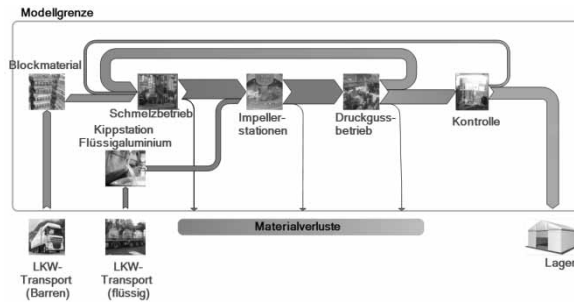 Modellgrenze
Blockmaterial
Schmelzbetrieb
Kippstation
Flüssigaluminium
Impeller-
stationen
Druckguss-
betrieb
Kontrolle
Materialverluste
LKW-
Transport
(Barren)
LKW-
Transport
(flüssig)
Lager